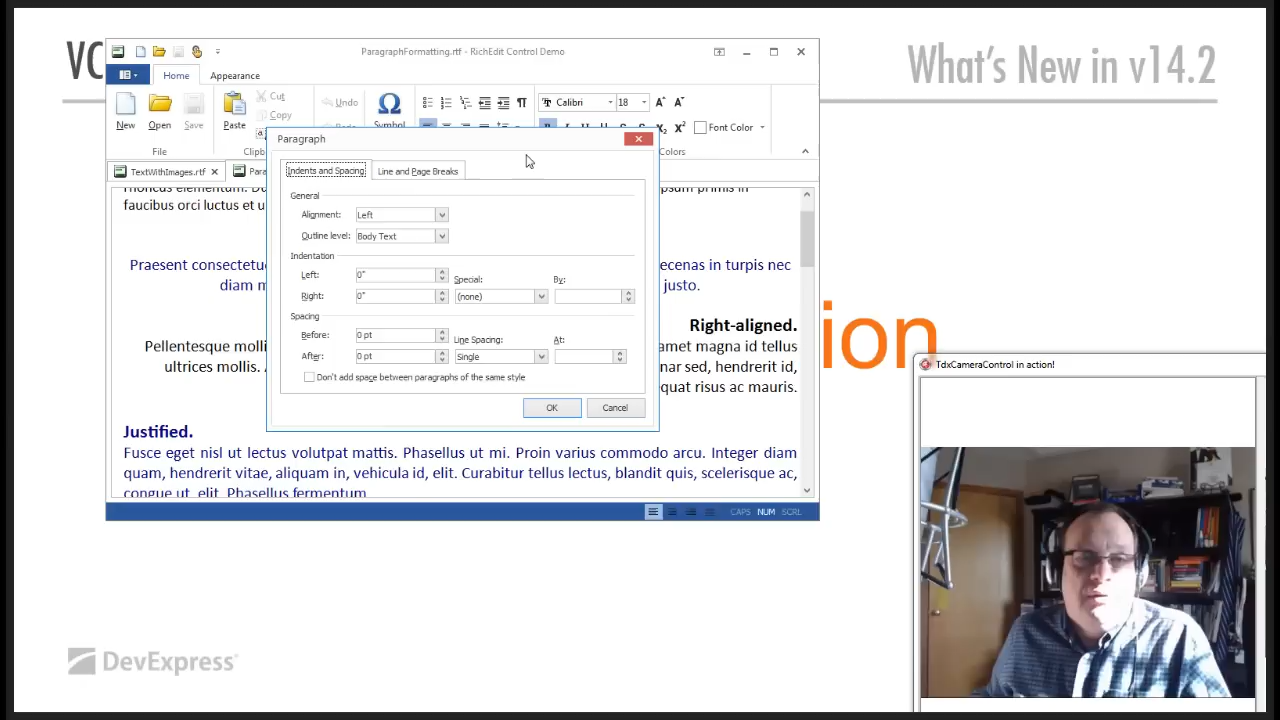 VC
What's New in v14.2
ParagraphFormatting.rtf - RichEdit Control Demo
Home
Appearance
New
Open
Save
File
Paste
Cut
Copy
Undo
Symbol
Calibri
18
Font Color
TextWithImages.rtf
Paragraph
Indents and Spacing
Line and Page Breaks
General
Alignment:
Left
Outline level:
Body Text
Indentation
Left:
0"
Special:
By:
Right:
0"
(none)
Spacing
Before:
0 pt
Line Spacing:
At:
After:
0 pt
Single
Don't add space between paragraphs of the same style
OK
Cancel
faucibus orci luctus et u
Praesent consectetu
ecenas in turpis nec
diam m
justo.
Right-aligned.
Pellentesque molli
amet magna id tellus
ultrices mollis. A
nar sed, hendrerit id,
quat risus ac mauris.
Justified.
Fusce eget nisl ut lectus volutpat mattis. Phasellus ut mi. Proin varius commodo arcu. Integer diam
quam, hendrerit vitae, aliquam in, vehicula id, elit. Curabitur tellus lectus, blandit quis, scelerisque ac,
congue ut, elit. Phasellus fermentum
CAPS NUM SCRL
ion
TdxCameraControl in action!
DevExpress